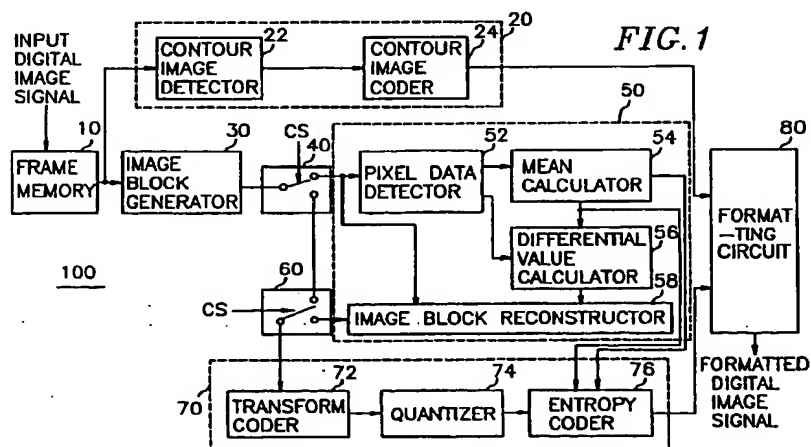 FIG. 1
INPUT
DIGITAL
IMAGE
SIGNAL
20
22
CONTOUR
IMAGE
DETECTOR
24
CONTOUR
IMAGE
CODER
10
FRAME
MEMORY
30
IMAGE
BLOCK
GENERATOR
CS
40
50
52
PIXEL DATA
DETECTOR
54
MEAN
CALCULATOR
56
DIFFERENTIAL
VALUE
CALCULATOR
58
IMAGE BLOCK RECONSTRUCTOR
80
FORMAT
-TING
CIRCUIT
100
60
CS
70
72
TRANSFORM
CODER
74
QUANTIZER
76
ENTROPY
CODER
FORMATTED
DIGITAL
IMAGE
SIGNAL